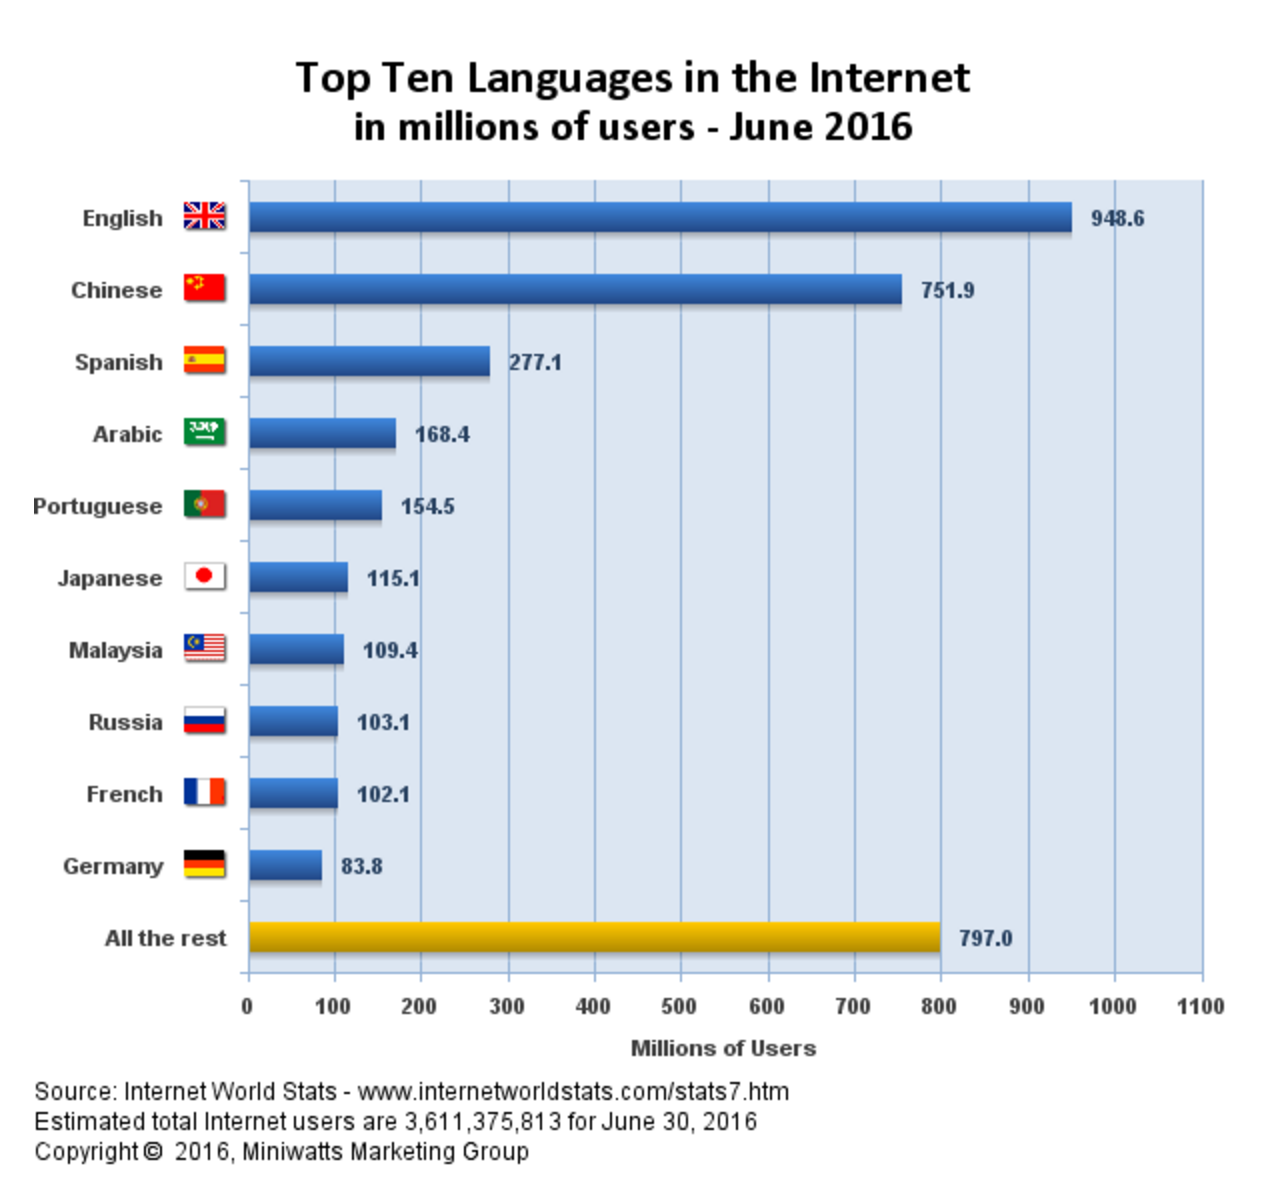 Top Ten Languages in the Internet
in millions of users - June 2016
English 948.6
Chinese 751.9
Spanish 277.1
Arabic 168.4
Portuguese 154.5
Japanese 115.1
Malaysia 109.4
Russia 103.1
French 102.1
Germany 83.8
All the rest 797.0
0 100 200 300 400 500 600 700 800 900 1000 1100
Millions of Users
Source: Internet World Stats - www.internetworldstats.com/stats7.htm
Estimated total Internet users are 3,611,375,813 for June 30, 2016
Copyright © 2016, Miniwatts Marketing Group